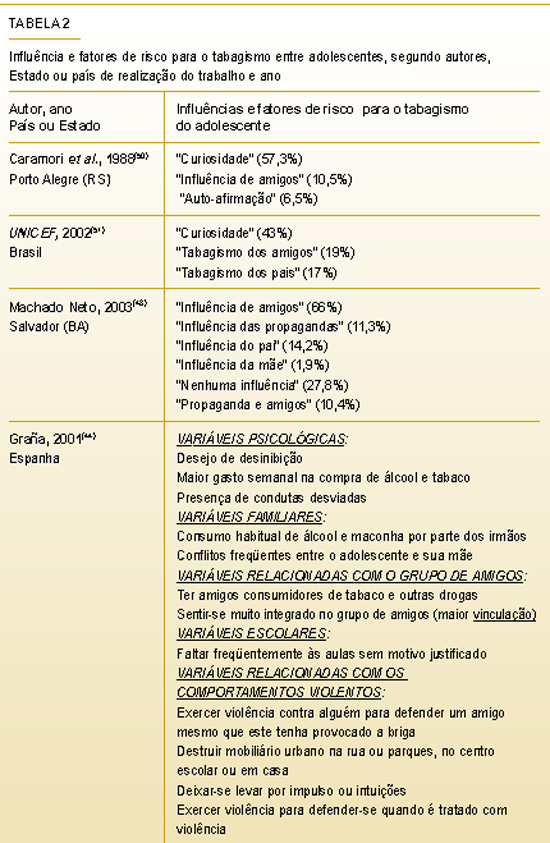 TABELA 2
Influência e fatores de risco para o tabagismo entre adolescentes, segundo autores,
Estado ou país de realização do trabalho e ano
Autor, ano
País ou Estado
Influências e fatores de risco para o tabagismo
do adolescente
Caramori et al., 1988(50)
Porto Alegre (RS)
"Curiosidade" (57,3%)
"Influência de amigos" (10,5%)
"Auto-afirmação" (6,5%)
UNICEF, 2002(51)
Brasil
"Curiosidade" (43%)
"Tabagismo dos amigos" (19%)
"Tabagismo dos pais" (17%)
Machado Neto, 2003(43)
Salvador (BA)
"Influência de amigos" (66%)
"Influência das propagandas" (11,3%)
"Influência do pai" (14,2%)
"Influência da mãe" (1,9%)
"Nenhuma influência" (27,8%)
"Propaganda e amigos" (10,4%)
Graña, 2001(44)
Espanha
VARIÁVEIS PSICOLÓGICAS:
Desejo de desinibição
Maior gasto semanal na compra de álcool e tabaco
Presença de condutas desviadas
VARIÁVEIS FAMILIARES:
Consumo habitual de álcool e maconha por parte dos irmãos
Conflitos freqüentes entre o adolescente e sua mãe
VARIÁVEIS RELACIONADAS COM O GRUPO DE AMIGOS:
Ter amigos consumidores de tabaco e outras drogas
Sentir-se muito integrado no grupo de amigos (maior vinculação)
VARIÁVEIS ESCOLARES:
Faltar freqüentemente às aulas sem motivo justificado
VARIÁVEIS RELACIONADAS COM OS
COMPORTAMENTOS VIOLENTOS:
Exercer violência contra alguém para defender um amigo
mesmo que este tenha provocado a briga
Destruir mobiliário urbano na rua ou parques, no centro
escolar ou em casa
Deixar-se levar por impulso ou intuições
Exercer violência para defender-se quando é tratado com
violência